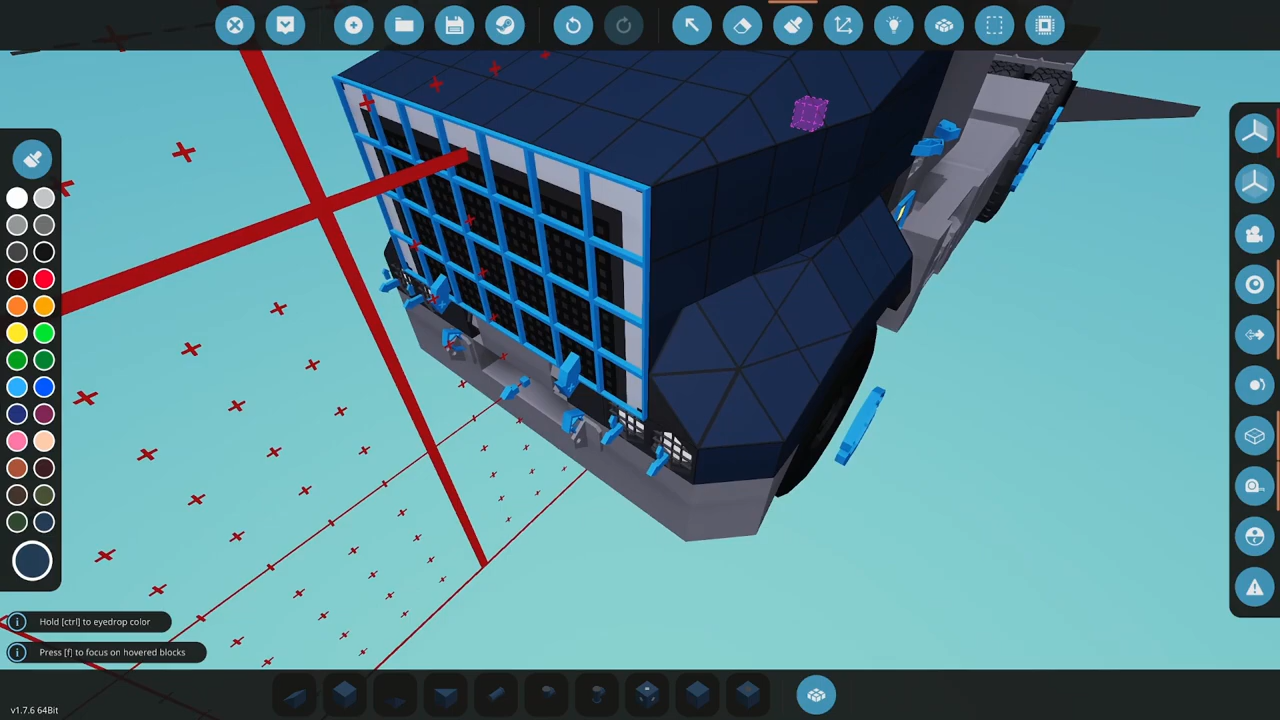 Hold [ctrl] to eyedrop color
Press [f] to focus on hovered blocks
v1.7.6 64Bit